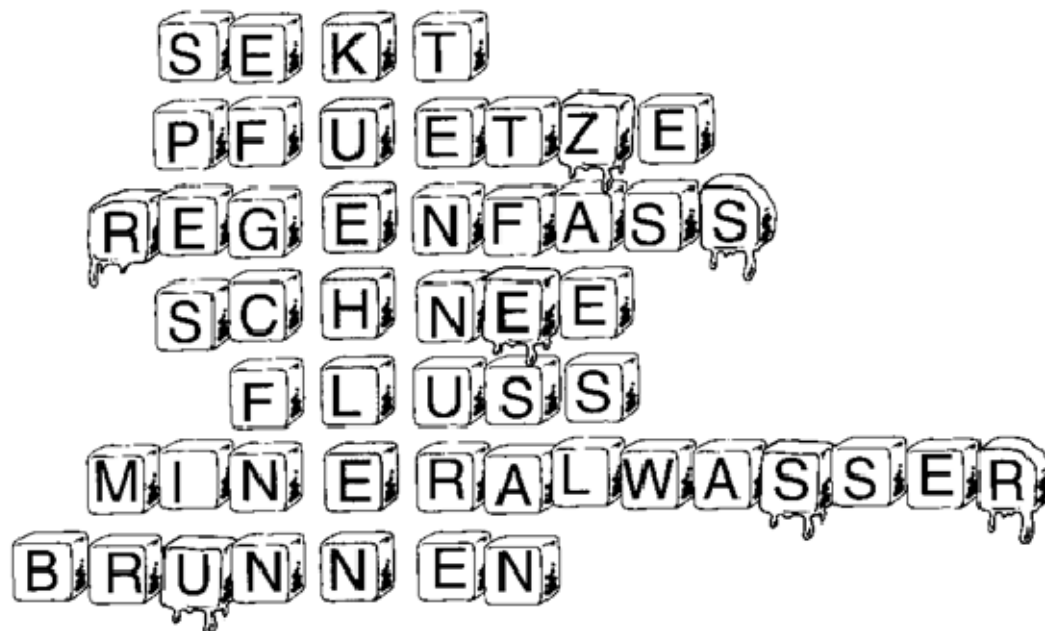 SEKT
PFUETZE
REGENFASS
SCHNEE
FLUSS
MINERALWASSER
BRUNNEN